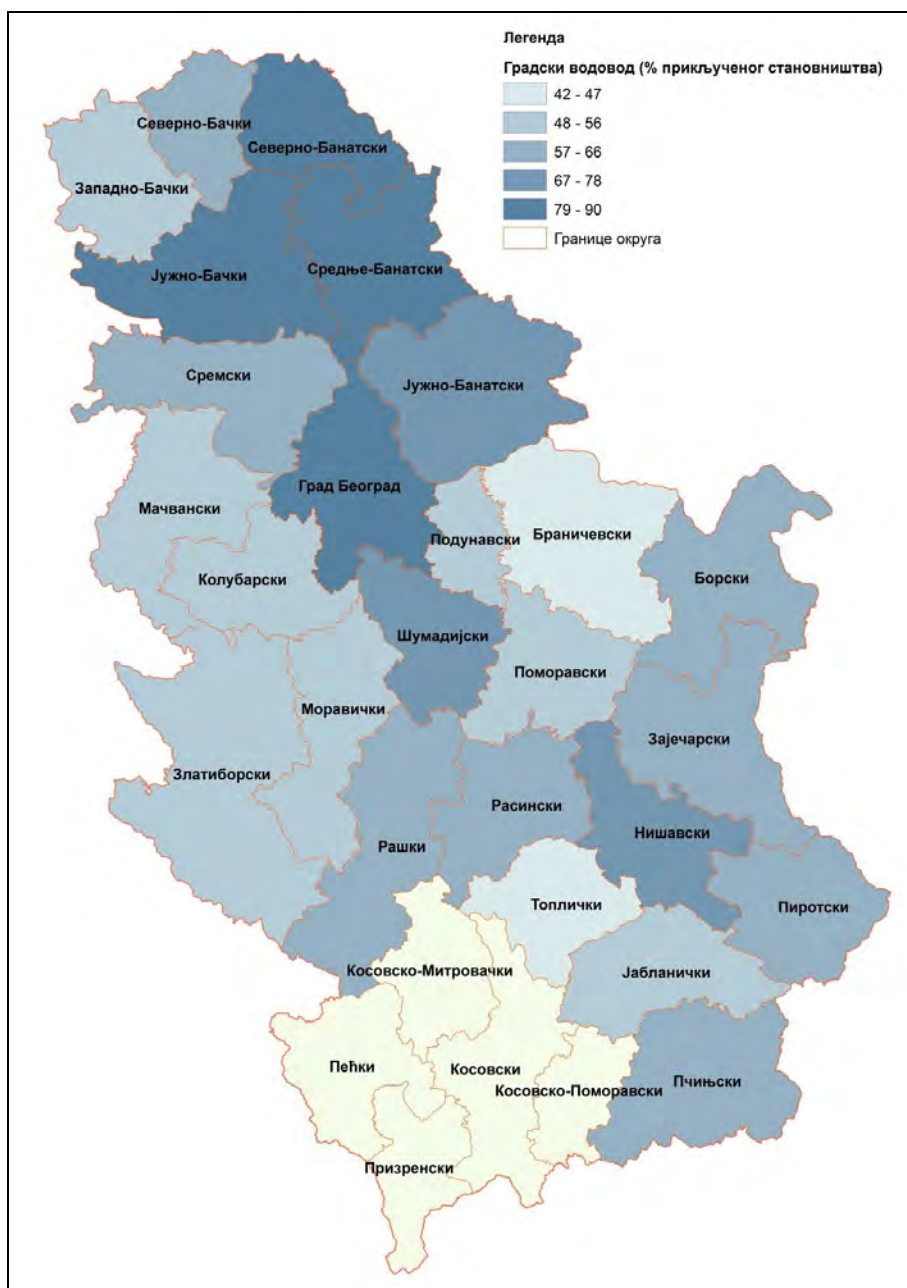 Легенда
Градски водовод (% прикљученог становништва)
42 - 47
48 - 56
57 - 66
67 - 78
79 - 90
Границе округа
Северно-Бачки
Северно-Банатски
Западно-Бачки
Јужно-Бачки
Средње-Банатски
Сремски
Јужно-Банатски
Град Београд
Мачвански
Подунавски
Браничевски
Колубарски
Борски
Шумадијски
Поморавски
Моравички
Зајечарски
Златиборски
Расински
Нишавски
Рашки
Топлички
Пиротски
Косовско-Митровачки
Јабланички
Пећки
Косовски
Пчињски
Косовско-Поморавски
Призренски